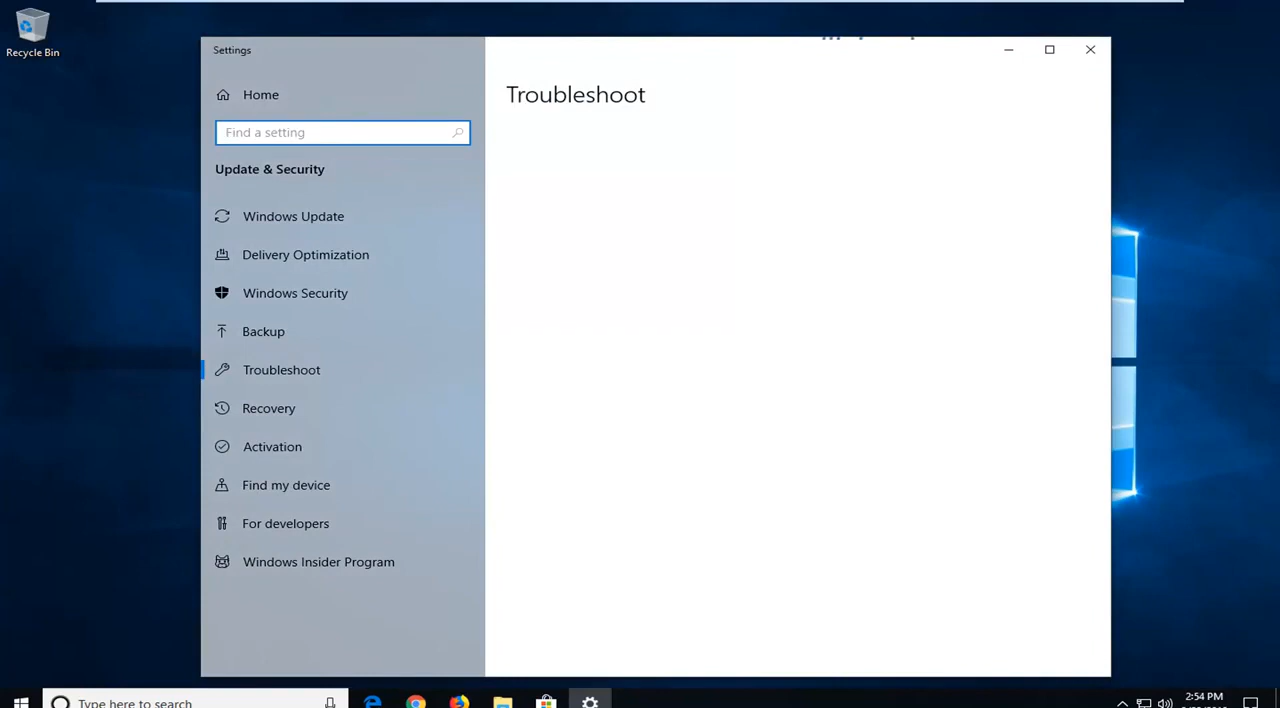 Recycle Bin
Settings
Home
Find a setting
Update & Security
Windows Update
Delivery Optimization
Windows Security
Backup
Troubleshoot
Recovery
Activation
Find my device
For developers
Windows Insider Program
Troubleshoot
Type here to search
2:54 PM